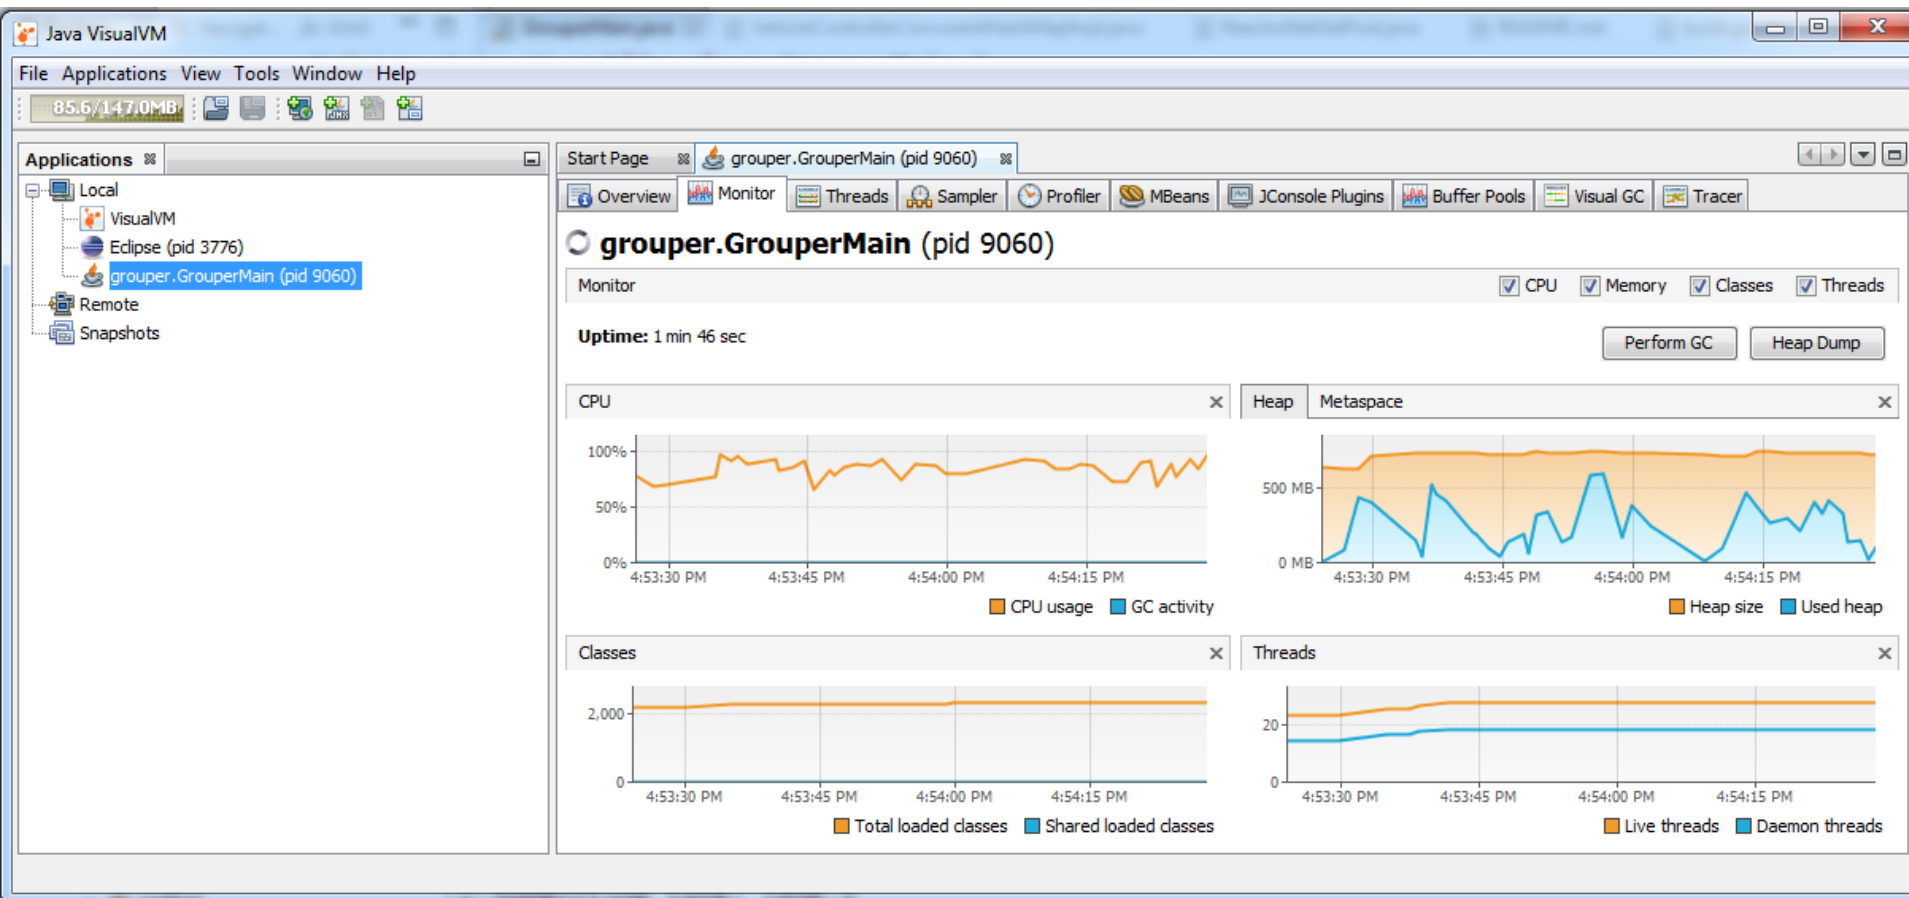 Java VisualVM
File Applications View Tools Window Help
85.6/147.0MB
Applications
Local
VisualVM
Eclipse (pid 3776)
grouper.GrouperMain (pid 9060)
Remote
Snapshots
Start Page grouper.GrouperMain (pid 9060)
Overview Monitor Threads Sampler Profiler MBeans JConsole Plugins Buffer Pools Visual GC Tracer
grouper.GrouperMain (pid 9060)
Monitor CPU Memory Classes Threads
Uptime: 1 min 46 sec
Perform GC Heap Dump
CPU
100%
50%
0%
4:53:30 PM 4:53:45 PM 4:54:00 PM 4:54:15 PM
CPU usage GC activity
Heap Metaspace
500 MB
0 MB
4:53:30 PM 4:53:45 PM 4:54:00 PM 4:54:15 PM
Heap size Used heap
Classes
2,000
0
4:53:30 PM 4:53:45 PM 4:54:00 PM 4:54:15 PM
Total loaded classes Shared loaded classes
Threads
20
0
4:53:30 PM 4:53:45 PM 4:54:00 PM 4:54:15 PM
Live threads Daemon threads